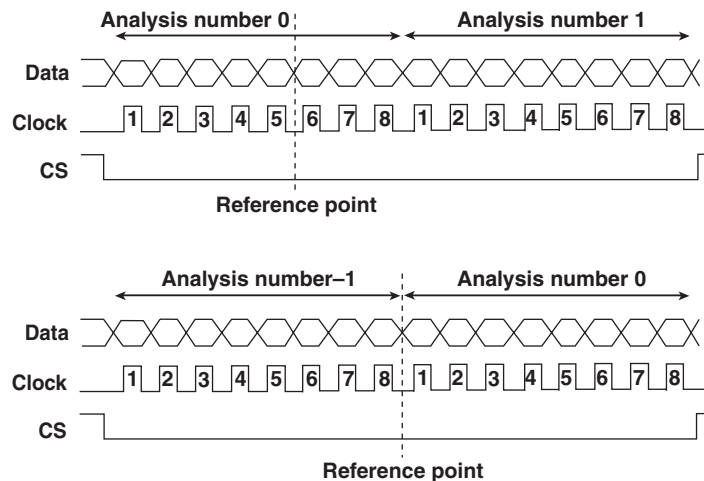 Analysis number 0 Analysis number 1
Data
Clock 1 2 3 4 5 6 7 8 1 2 3 4 5 6 7 8
CS
Reference point
Analysis number–1 Analysis number 0
Data
Clock 1 2 3 4 5 6 7 8 1 2 3 4 5 6 7 8
CS
Reference point